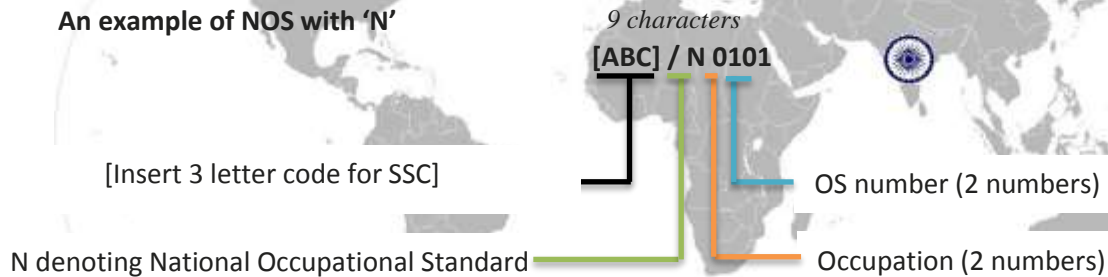 An example of NOS with ‘N’
9 characters
[ABC] / N 0101
[Insert 3 letter code for SSC]
OS number (2 numbers)
N denoting National Occupational Standard
Occupation (2 numbers)